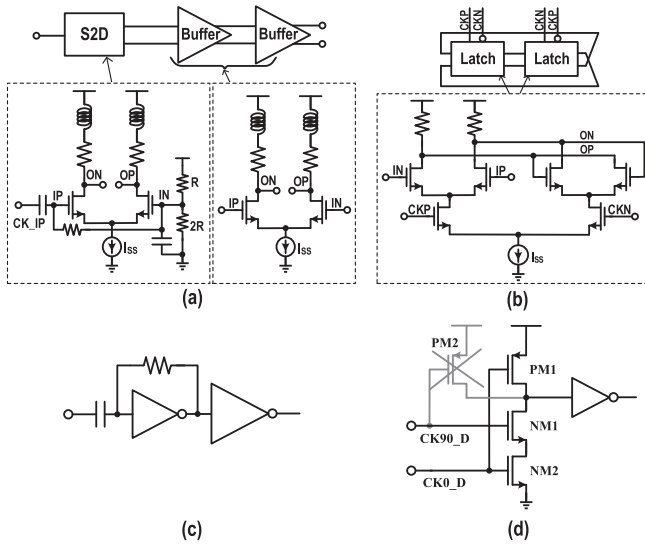 S2D
Buffer
Buffer
ON
OP
IP
IN
R
CK_IP
2R
ISS
ON
OP
IP
IN
ISS
(a)
CKP
CKN
CKN
CKP
Latch
Latch
ON
OP
IN
IP
CKP
CKN
ISS
(b)
(c)
PM2
PM1
NM1
CK90_D
NM2
CK0_D
(d)